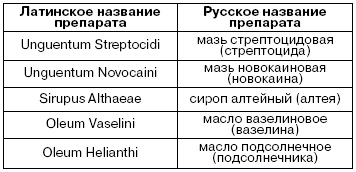 Латинское название препарата Русское название препарата
Unguentum Streptocidi мазь стрептоцидовая (стрептоцида)
Unguentum Novocaini мазь новокаиновая (новокаина)
Sirupus Althaeae сироп алтейный (алтея)
Oleum Vaselini масло вазелиновое (вазелина)
Oleum Helianthi масло подсолнечное (подсолнечника)